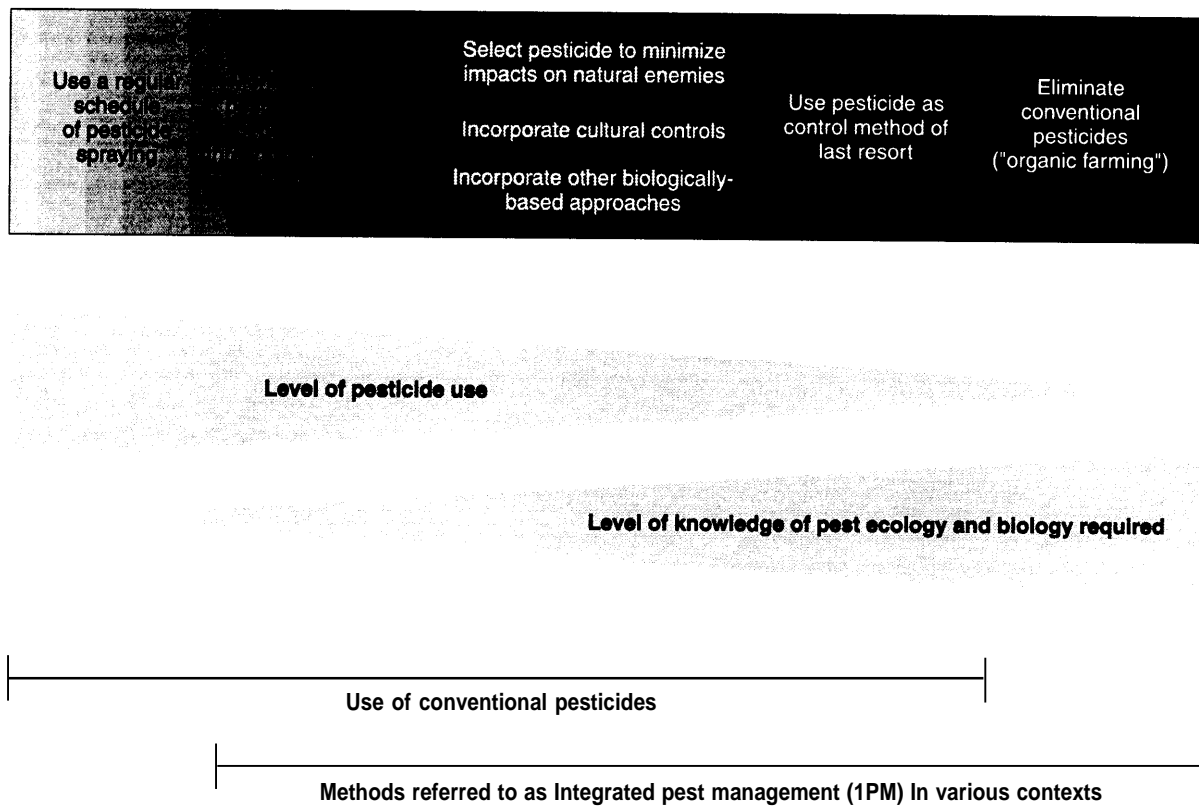 Use a regular
schedule
of pesticide
spraying
Select pesticide to minimize
impacts on natural enemies
Incorporate cultural controls
Incorporate other biologically-
based approaches
Use pesticide as
control method of
last resort
Eliminate
conventional
pesticides
("organic farming")
Level of pesticide use
Level of knowledge of pest ecology and biology required
Use of conventional pesticides
Methods referred to as Integrated pest management (1PM) In various contexts